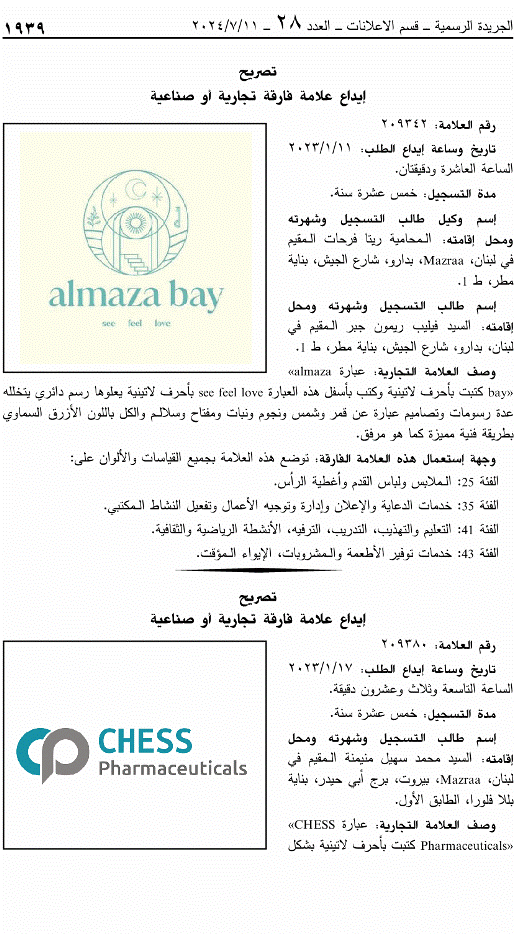 الجريدة الرسمية ــ قسم الاعلانات ــ العدد ٢٨ ــ ٢٠٢٤/٧/١١
١٩٣٩
تصريح
إيداع علامة فارقة تجارية أو صناعية
رقم العلامة: ٢٠٩٣٤٢
تاريخ وساعة إيداع الطلب: ٢٠٢٣/١/١١
الساعة العاشرة ودقيقتان.
مدة التسجيل: خمس عشرة سنة.
إسم وكيل طالب التسجيل وشهرته
ومحل إقامته: المحامية ريتا فرحات المقيم
في لبنان، Mazraa، بدارو، شارع الجيش، بناية
مطر، ط 1.
إسم طالب التسجيل وشهرته ومحل
إقامته: السيد فيليب ريمون جبر المقيم في
لبنان، بدارو، شارع الجيش، بناية مطر، ط 1.
almaza bay
see feel love
وصف العلامة التجارية: عبارة «almaza
bay» كتبت بأحرف لاتينية وكتب بأسفل هذه العبارة see feel love بأحرف لاتينية يعلوها رسم دائري يتخلله
عدة رسومات وتصاميم عبارة عن قمر وشمس ونجوم ونبات ومفتاح وسلالم والكل باللون الأزرق السماوي
بطريقة فنية مميزة كما هو مرفق.
وجهة إستعمال هذه العلامة الفارقة: توضع هذه العلامة بجميع القياسات والألوان على:
الفئة 25: الملابس ولباس القدم وأغطية الرأس.
الفئة 35: خدمات الدعاية والإعلان وإدارة وتوجيه الأعمال وتفعيل النشاط المكتبي.
الفئة 41: التعليم والتهذيب، التدريب، الترفيه، الأنشطة الرياضية والثقافية.
الفئة 43: خدمات توفير الأطعمة والمشروبات، الإيواء المؤقت.
تصريح
إيداع علامة فارقة تجارية أو صناعية
رقم العلامة: ٢٠٩٣٨٠
تاريخ وساعة إيداع الطلب: ٢٠٢٣/١/١٧
الساعة التاسعة وثلاث وعشرون دقيقة.
مدة التسجيل: خمس عشرة سنة.
إسم طالب التسجيل وشهرته ومحل
إقامته: السيد محمد سهيل منيمنة المقيم في
لبنان، Mazraa، بيروت، برج أبي حيدر، بناية
بللا فلورا، الطابق الأول.
CHESS
Pharmaceuticals
وصف العلامة التجارية: عبارة «CHESS
Pharmaceuticals» كتبت بأحرف لاتينية بشكل